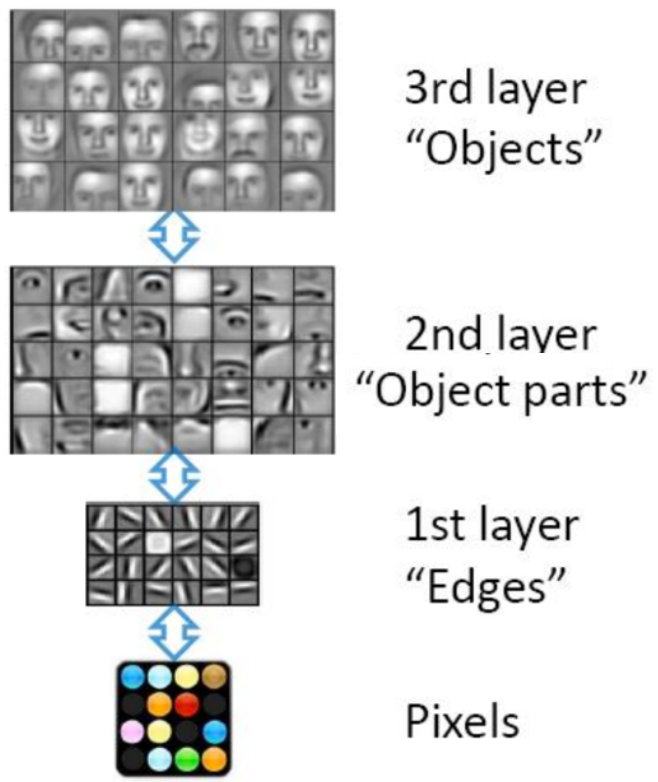 3rd layer
“Objects”
2nd layer
“Object parts”
1st layer
“Edges”
Pixels